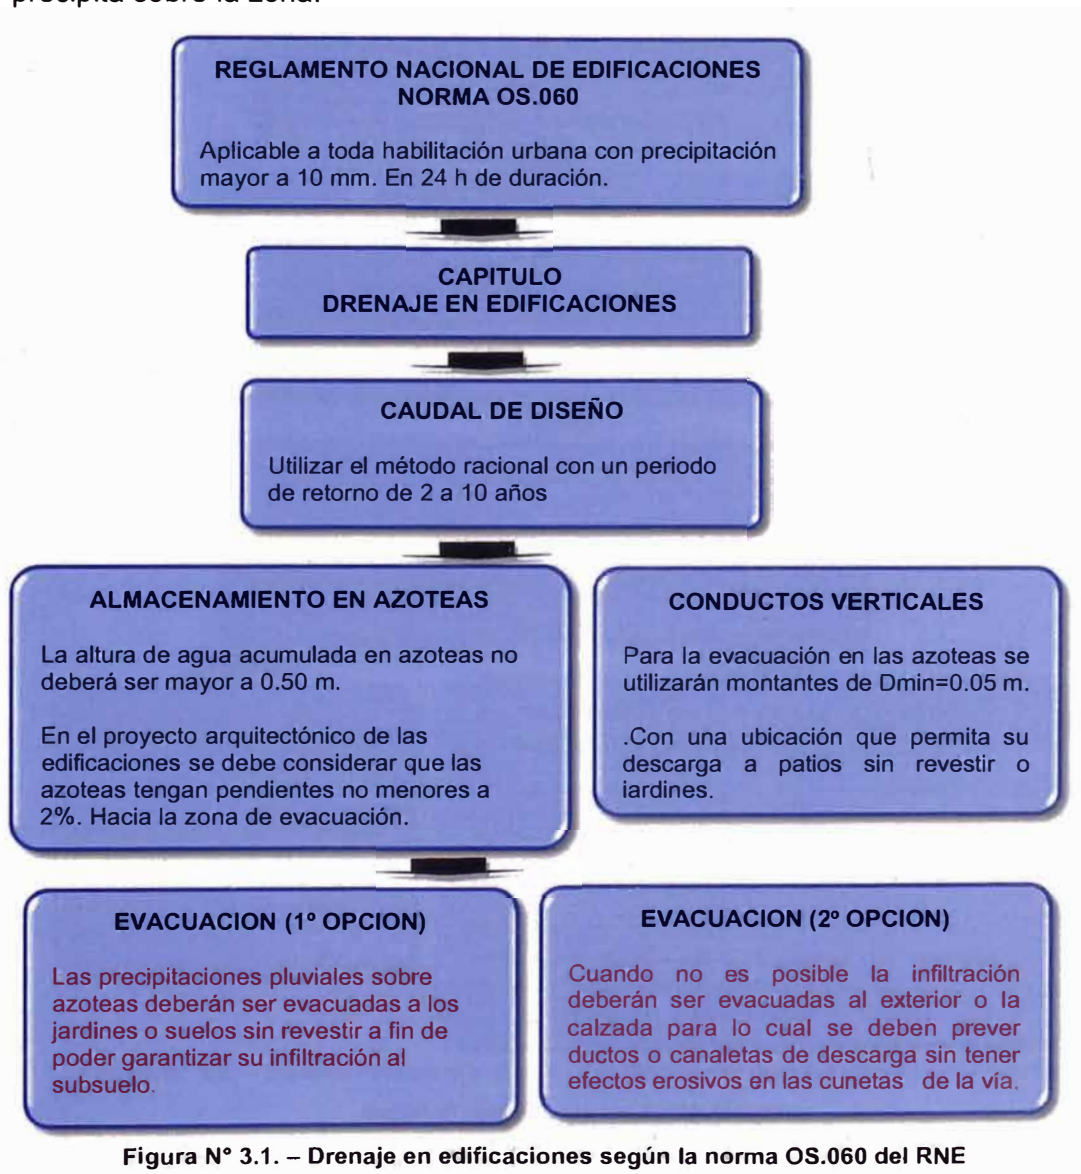 precipita sobre la zona.
REGLAMENTO NACIONAL DE EDIFICACIONES
NORMA OS.060
Aplicable a toda habilitación urbana con precipitación
mayor a 10 mm. En 24 h de duración.
CAPITULO
DRENAJE EN EDIFICACIONES
CAUDAL DE DISEÑO
Utilizar el método racional con un periodo
de retorno de 2 a 10 años
ALMACENAMIENTO EN AZOTEAS
La altura de agua acumulada en azoteas no
deberá ser mayor a 0.50 m.
En el proyecto arquitectónico de las
edificaciones se debe considerar que las
azoteas tengan pendientes no menores a
2%. Hacia la zona de evacuación.
CONDUCTOS VERTICALES
Para la evacuación en las azoteas se
utilizarán montantes de Dmin=0.05 m.
.Con una ubicación que permita su
descarga a patios sin revestir o
jardines.
EVACUACION (1º OPCION)
Las precipitaciones pluviales sobre
azoteas deberán ser evacuadas a los
jardines o suelos sin revestir a fin de
poder garantizar su infiltración al
subsuelo.
EVACUACION (2º OPCION)
Cuando no es posible la infiltración
deberán ser evacuadas al exterior o la
calzada para lo cual se deben prever
ductos o canaletas de descarga sin tener
efectos erosivos en las cunetas de la vía.
Figura N° 3.1. – Drenaje en edificaciones según la norma OS.060 del RNE